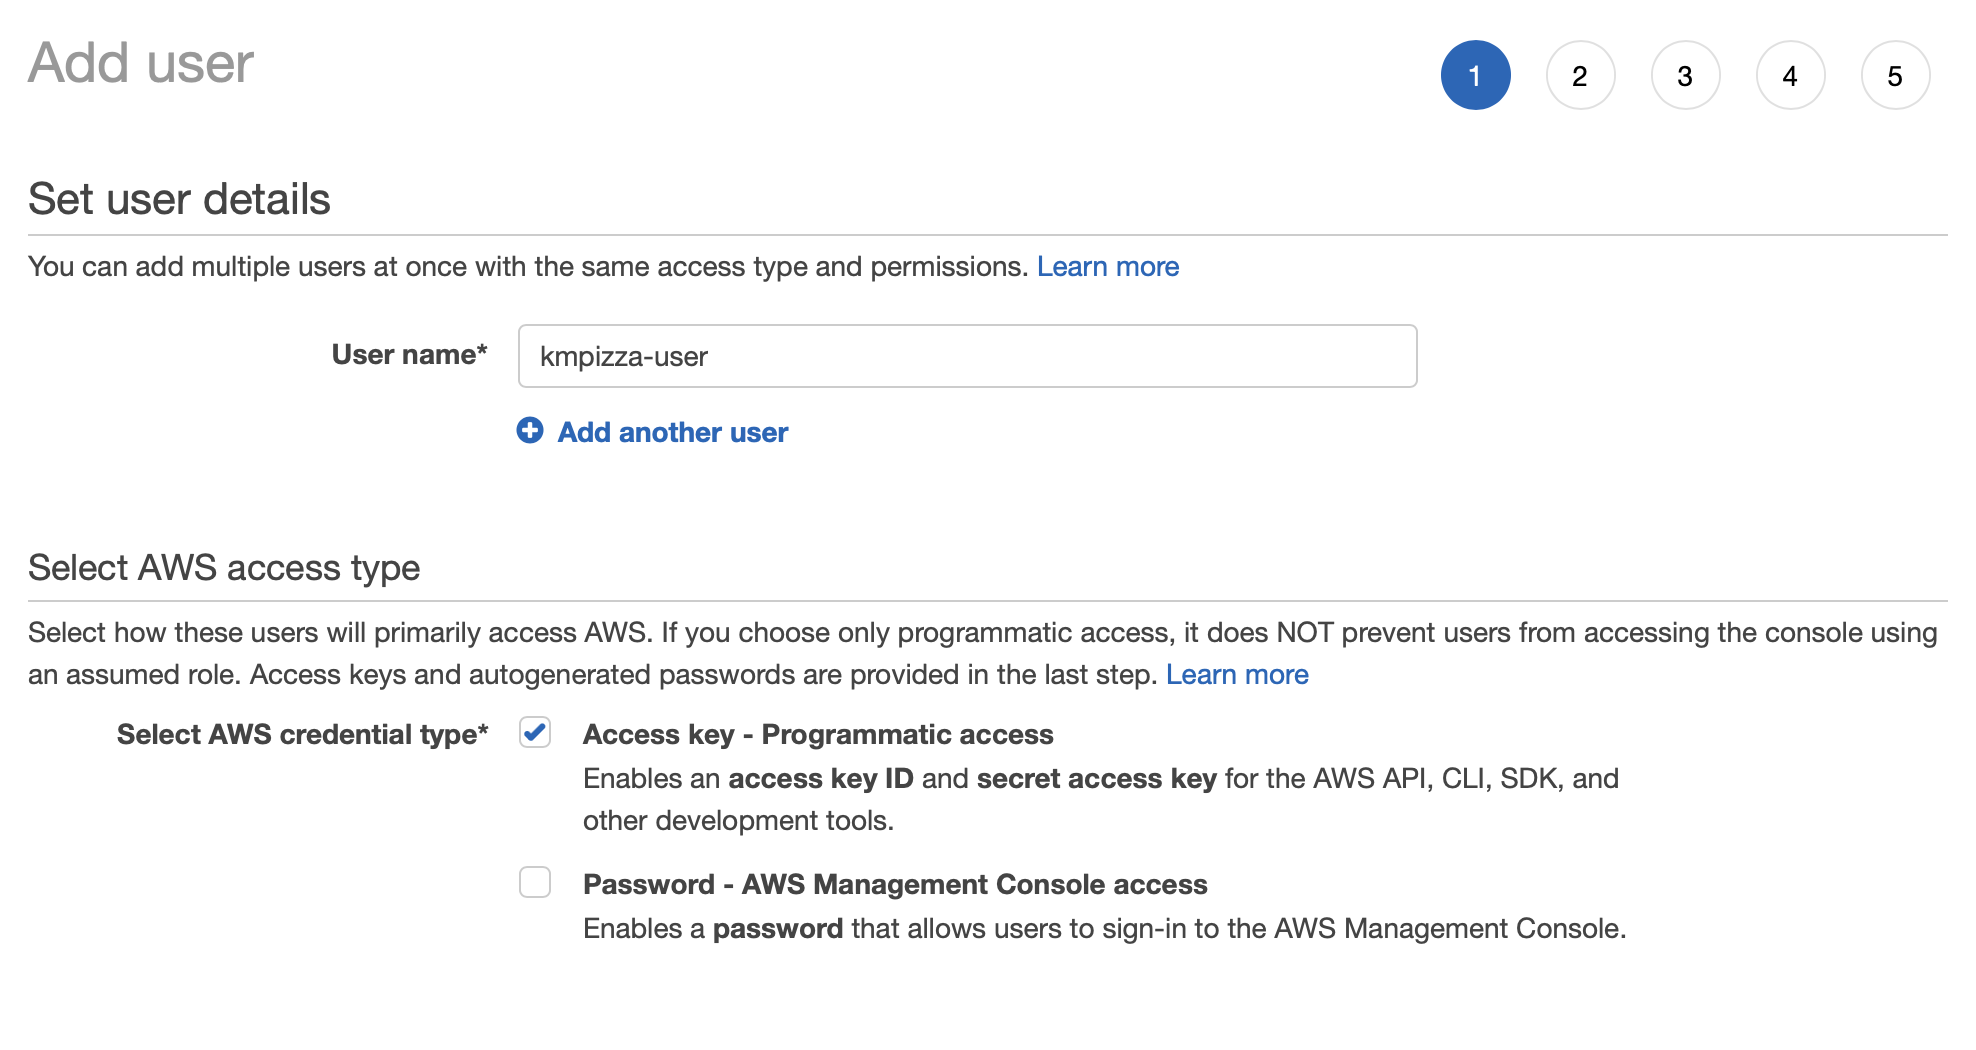 Add user
1 2 3 4 5
Set user details
You can add multiple users at once with the same access type and permissions. Learn more
User name* kmpizza-user
Add another user
Select AWS access type
Select how these users will primarily access AWS. If you choose only programmatic access, it does NOT prevent users from accessing the console using
an assumed role. Access keys and autogenerated passwords are provided in the last step. Learn more
Select AWS credential type* Access key - Programmatic access
Enables an access key ID and secret access key for the AWS API, CLI, SDK, and
other development tools.
Password - AWS Management Console access
Enables a password that allows users to sign-in to the AWS Management Console.